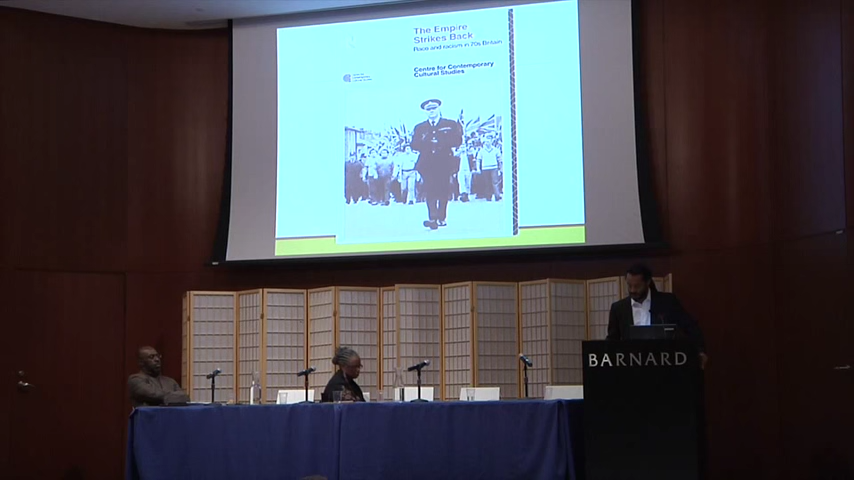 The Empire
Strikes Back
Race and racism in 70s Britain
Centre for Contemporary
Cultural Studies
BARNARD